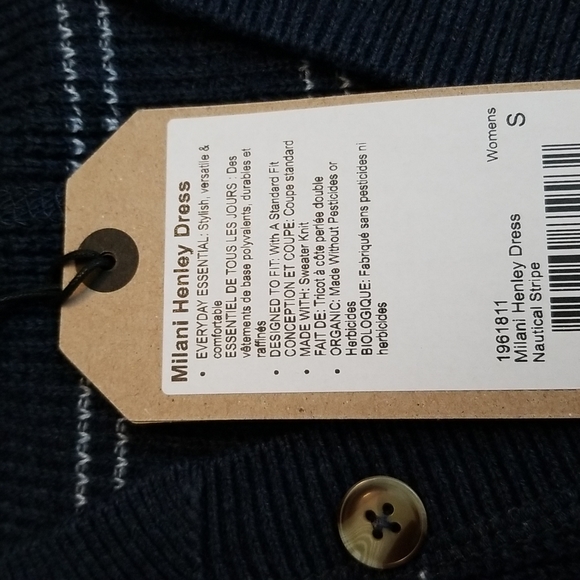 Milani Henley Dress
• EVERYDAY ESSENTIAL: Stylish, versatile &
comfortable
ESSENTIEL DE TOUS LES JOURS : Des
vêtements de base polyvalents, durables et
raffinés
• DESIGNED TO FIT: With A Standard Fit
CONCEPTION ET COUPE: Coupe standard
• MADE WITH: Sweater Knit
FAIT DE: Tricot à côte perlée double
• ORGANIC: Made Without Pesticides or
Herbicides
BIOLOGIQUE: Fabriqué sans pesticides ni
herbicides
Womens
S
1961811
Milani Henley Dress
Nautical Stripe